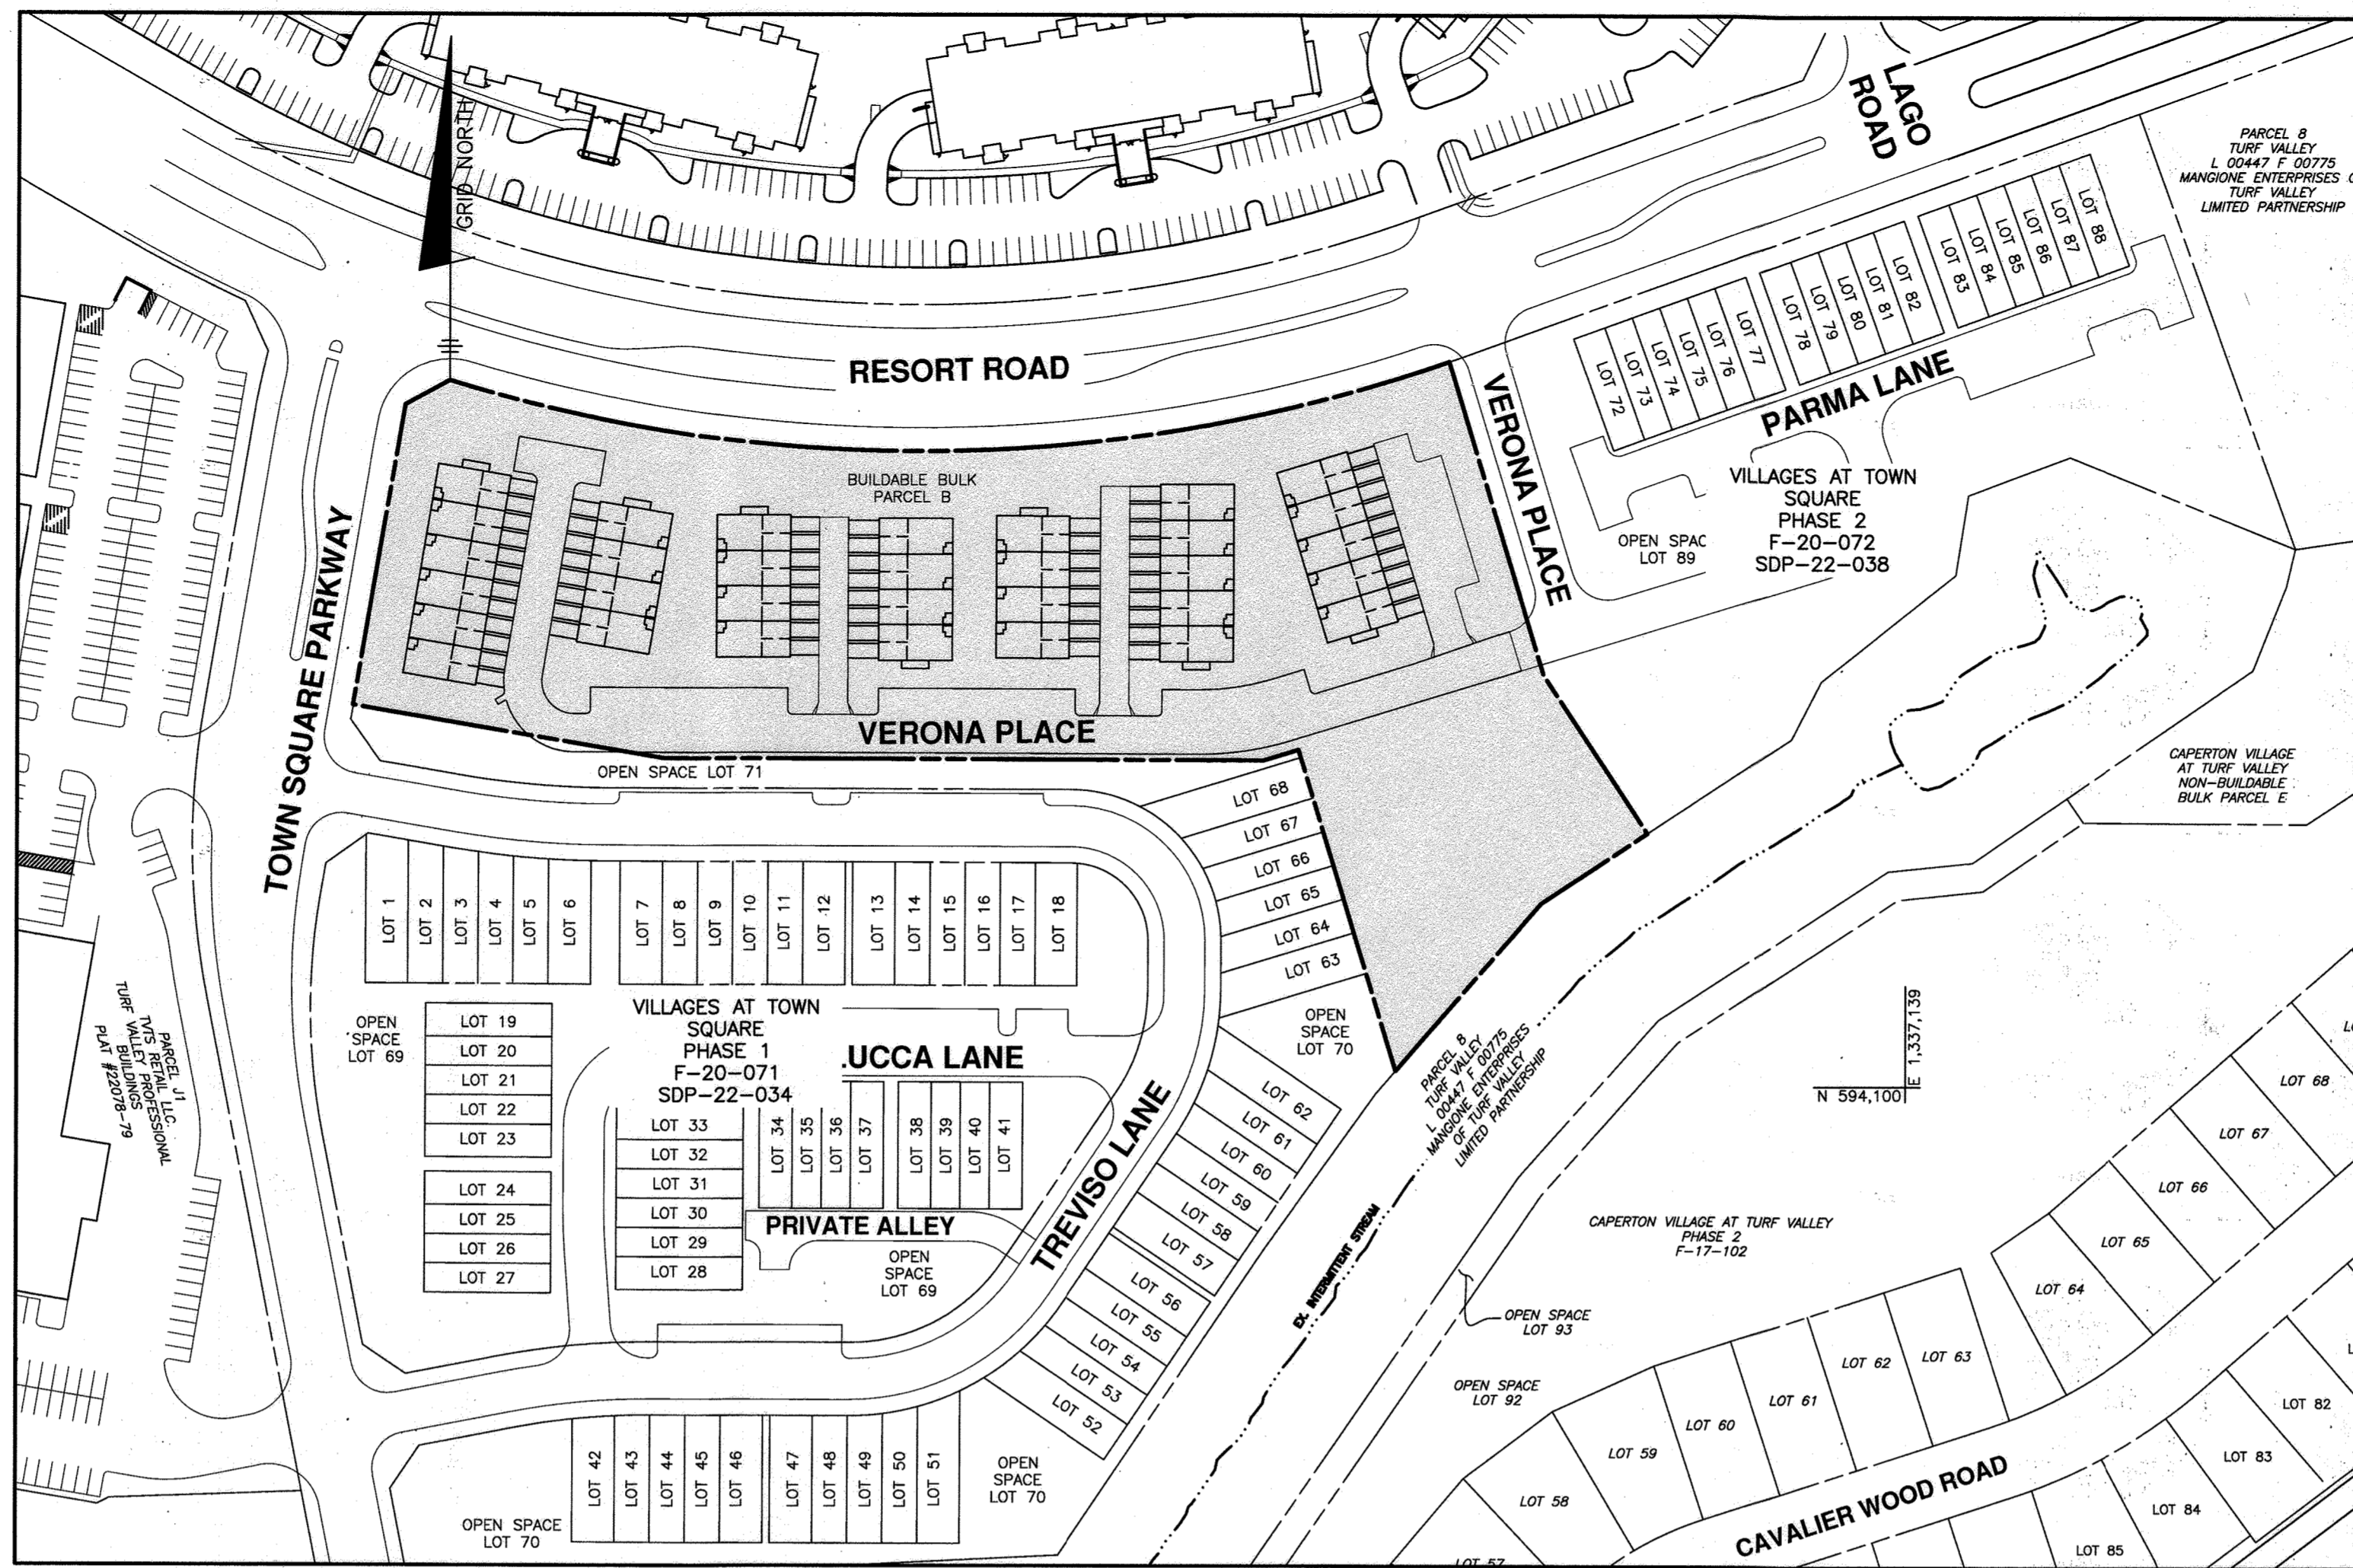 GRID NORTH
LAGO
ROAD
PARCEL 8
TURF VALLEY
L 00447 F 00775
MANGIONE ENTERPRISES
TURF VALLEY
LIMITED PARTNERSHIP
RESORT ROAD
LOT 72
LOT 73
LOT 74
LOT 75
LOT 76
LOT 77
LOT 78
LOT 79
LOT 80
LOT 81
LOT 82
LOT 83
LOT 84
LOT 85
LOT 86
LOT 87
LOT 88
PARMA LANE
VERONA PLACE
VILLAGES AT TOWN
SQUARE
PHASE 2
F-20-072
SDP-22-038
OPEN SPAC
LOT 89
BUILDABLE BULK
PARCEL B
TOWN SQUARE PARKWAY
VERONA PLACE
OPEN SPACE LOT 71
CAPERTON VILLAGE
AT TURF VALLEY
NON-BUILDABLE
BULK PARCEL E
LOT 68
LOT 67
LOT 66
LOT 65
LOT 64
LOT 63
LOT 1
LOT 2
LOT 3
LOT 4
LOT 5
LOT 6
LOT 7
LOT 8
LOT 9
LOT 10
LOT 11
LOT 12
LOT 13
LOT 14
LOT 15
LOT 16
LOT 17
LOT 18
PARCEL J1
TVTS RETAIL LLC.
TURF VALLEY PROFESSIONAL
BUILDINGS
PLAT #22078-79
OPEN
SPACE
LOT 69
LOT 19
LOT 20
LOT 21
LOT 22
LOT 23
LOT 24
LOT 25
LOT 26
LOT 27
VILLAGES AT TOWN
SQUARE
PHASE 1
F-20-071
SDP-22-034
UCCA LANE
LOT 33
LOT 32
LOT 31
LOT 30
LOT 29
LOT 28
LOT 34
LOT 35
LOT 36
LOT 37
LOT 38
LOT 39
LOT 40
LOT 41
PRIVATE ALLEY
OPEN
SPACE
LOT 69
TREVISO LANE
OPEN
SPACE
LOT 70
LOT 62
LOT 61
LOT 60
LOT 59
LOT 58
LOT 57
LOT 56
LOT 55
LOT 54
LOT 53
LOT 52
PARCEL 8
TURF VALLEY
L 00447 F 00775
MANGIONE ENTERPRISES
OF TURF VALLEY
LIMITED PARTNERSHIP
EX. INTERMITTENT STREAM
N 594,100
E 1,337,139
CAPERTON VILLAGE AT TURF VALLEY
PHASE 2
F-17-102
OPEN SPACE
LOT 93
OPEN SPACE
LOT 92
LOT 42
LOT 43
LOT 44
LOT 45
LOT 46
LOT 47
LOT 48
LOT 49
LOT 50
LOT 51
OPEN SPACE
LOT 70
OPEN
SPACE
LOT 70
LOT 57
LOT 58
LOT 59
LOT 60
LOT 61
LOT 62
LOT 63
LOT 64
LOT 65
LOT 66
LOT 67
LOT 68
CAVALIER WOOD ROAD
LOT 82
LOT 83
LOT 84
LOT 85